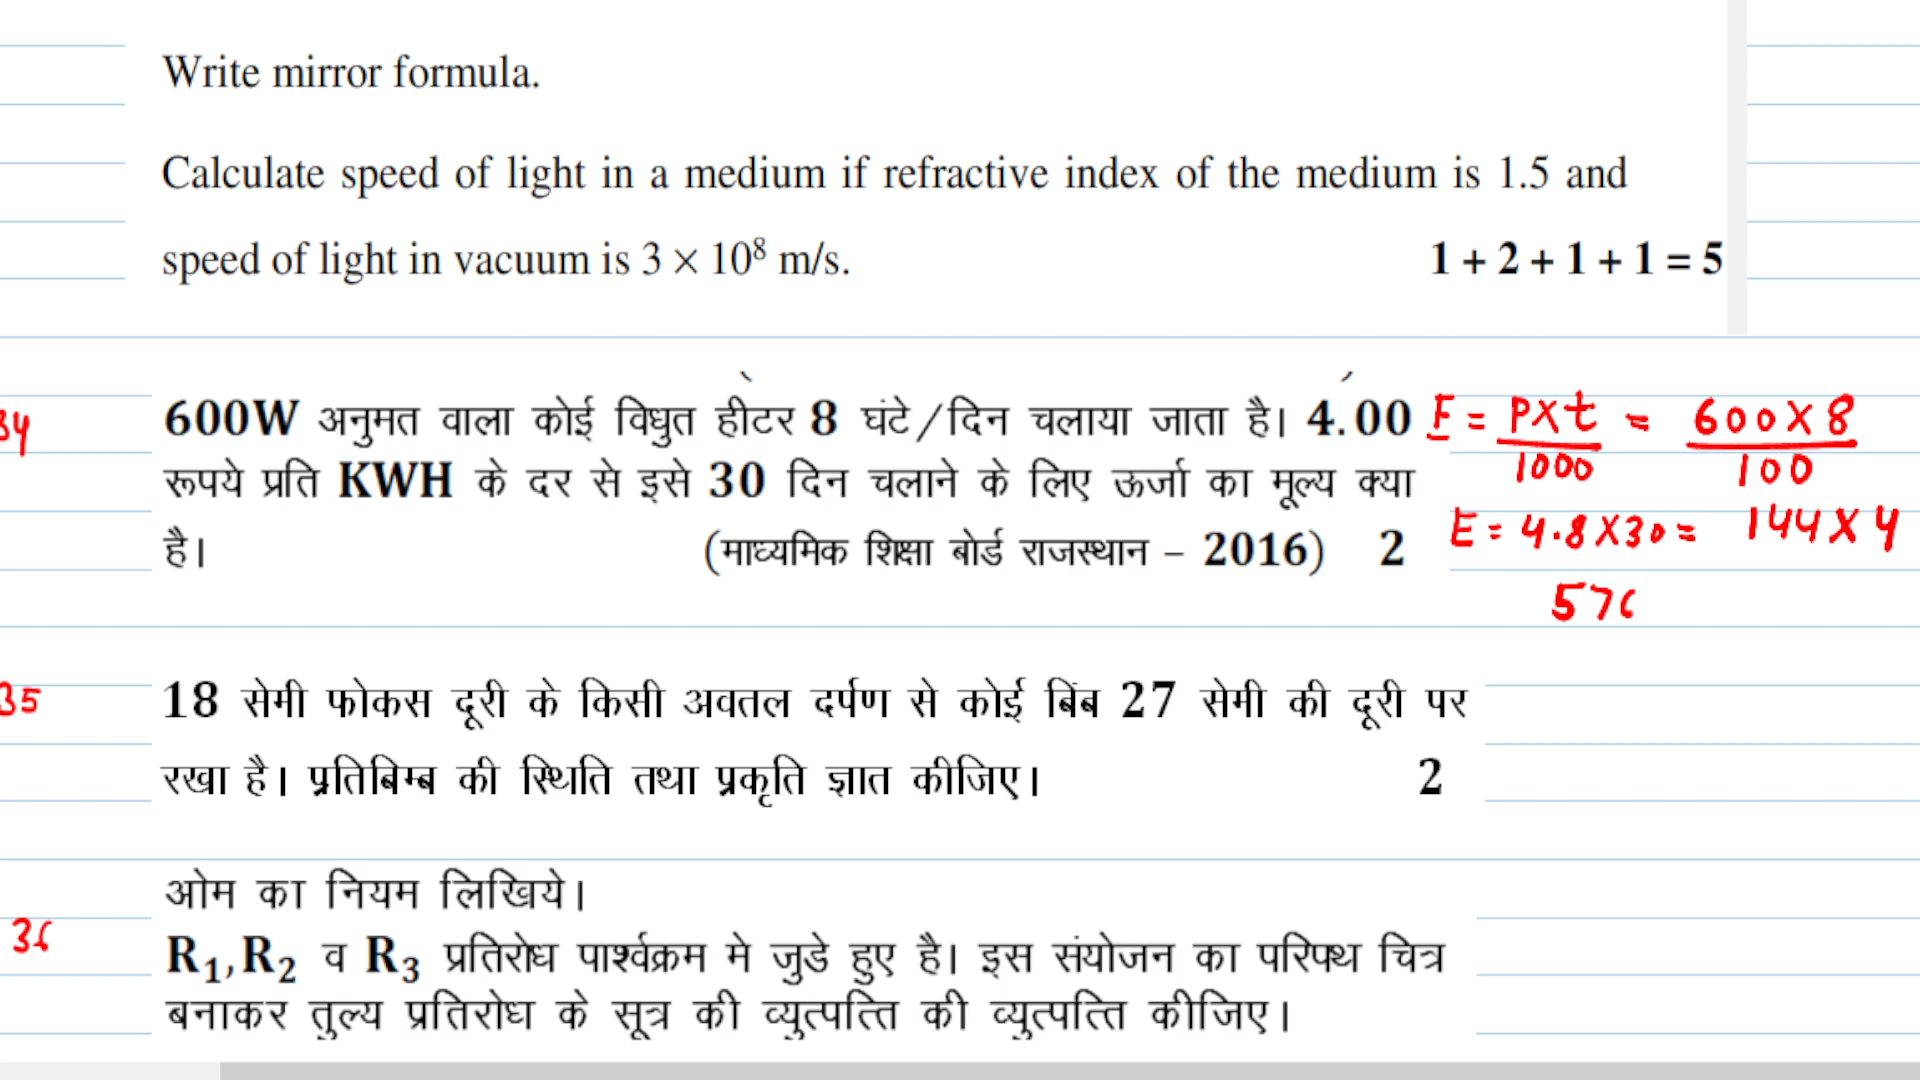 Write mirror formula.
Calculate speed of light in a medium if refractive index of the medium is 1.5 and
speed of light in vacuum is 3 × 10⁸ m/s. 1 + 2 + 1 + 1 = 5
34 600W अनुमत वाला कोई विधुत हीटर 8 घंटे/दिन चलाया जाता है। 4.00 E = P×t/1000 = 600×8/100
रूपये प्रति KWH के दर से इसे 30 दिन चलाने के लिए ऊर्जा का मूल्य क्या
है। (माध्यमिक शिक्षा बोर्ड राजस्थान – 2016) 2 E = 4.8×30 = 144×4
57
35 18 सेमी फोकस दूरी के किसी अवतल दर्पण से कोई बिंब 27 सेमी की दूरी पर
रखा है। प्रतिबिम्ब की स्थिति तथा प्रकृति ज्ञात कीजिए। 2
ओम का नियम लिखिये।
36 R₁,R₂ व R₃ प्रतिरोध पार्श्वक्रम मे जुडे हुए है। इस संयोजन का परिपथ चित्र
बनाकर तुल्य प्रतिरोध के सूत्र की व्युत्पत्ति की व्युत्पत्ति कीजिए।